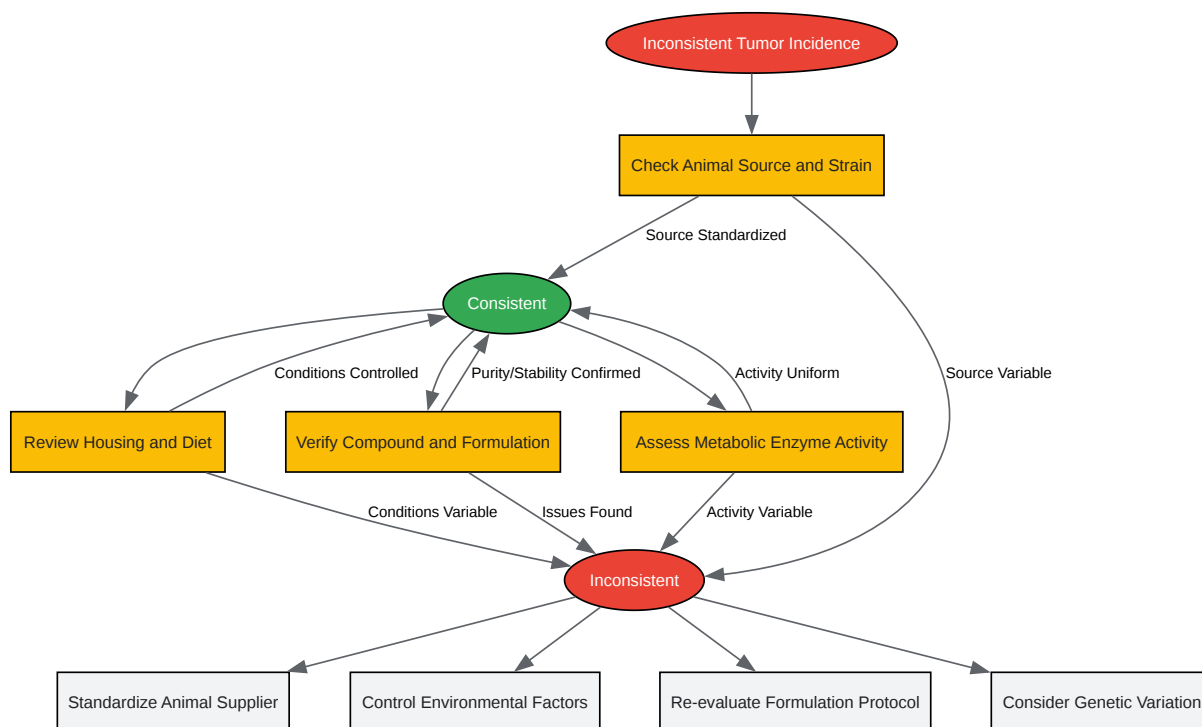 Inconsistent Tumor Incidence
Check Animal Source and Strain
Source Standardized
Consistent
Conditions Controlled
Purity/Stability Confirmed
Activity Uniform
Source Variable
Review Housing and Diet
Verify Compound and Formulation
Assess Metabolic Enzyme Activity
Conditions Variable
Issues Found
Activity Variable
Inconsistent
Standardize Animal Supplier
Control Environmental Factors
Re-evaluate Formulation Protocol
Consider Genetic Variation